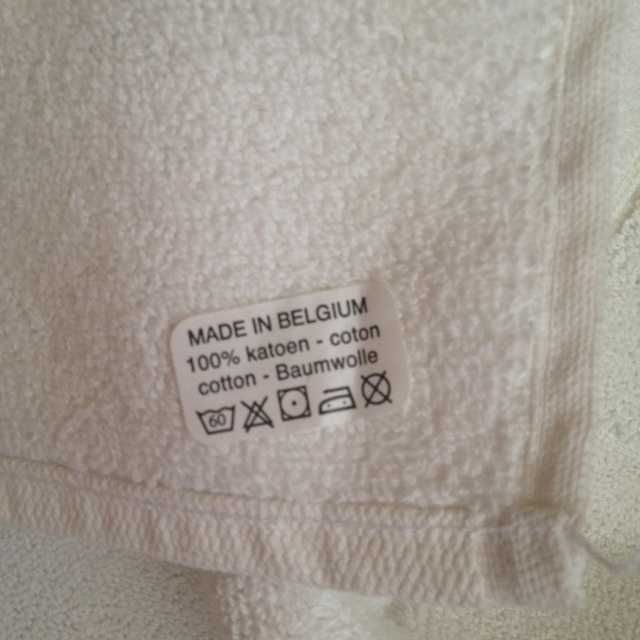 MADE IN BELGIUM
100% katoen - coton
cotton - Baumwolle
60